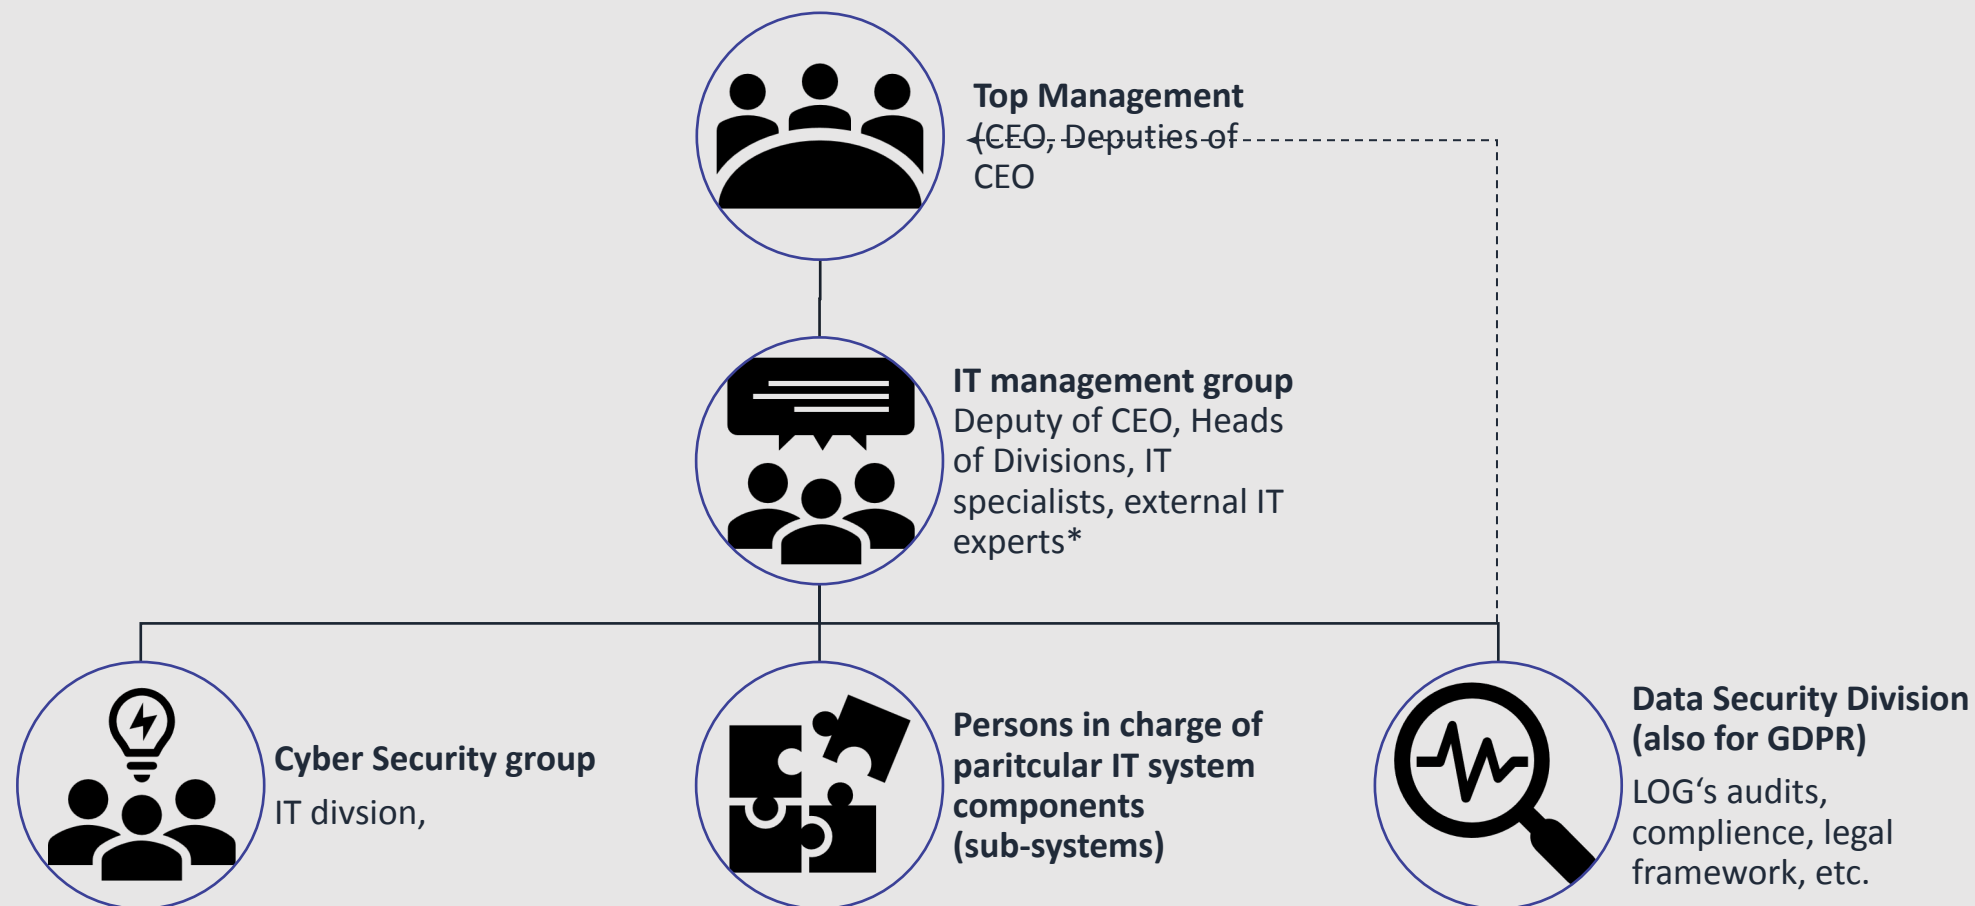 Top Management
(CEO, Deputies of
CEO
IT management group
Deputy of CEO, Heads
of Divisions, IT
specialists, external IT
experts*
Cyber Security group
IT divsion,
Persons in charge of
paritcular IT system
components
(sub-systems)
Data Security Division
(also for GDPR)
LOG‘s audits,
complience, legal
framework, etc.